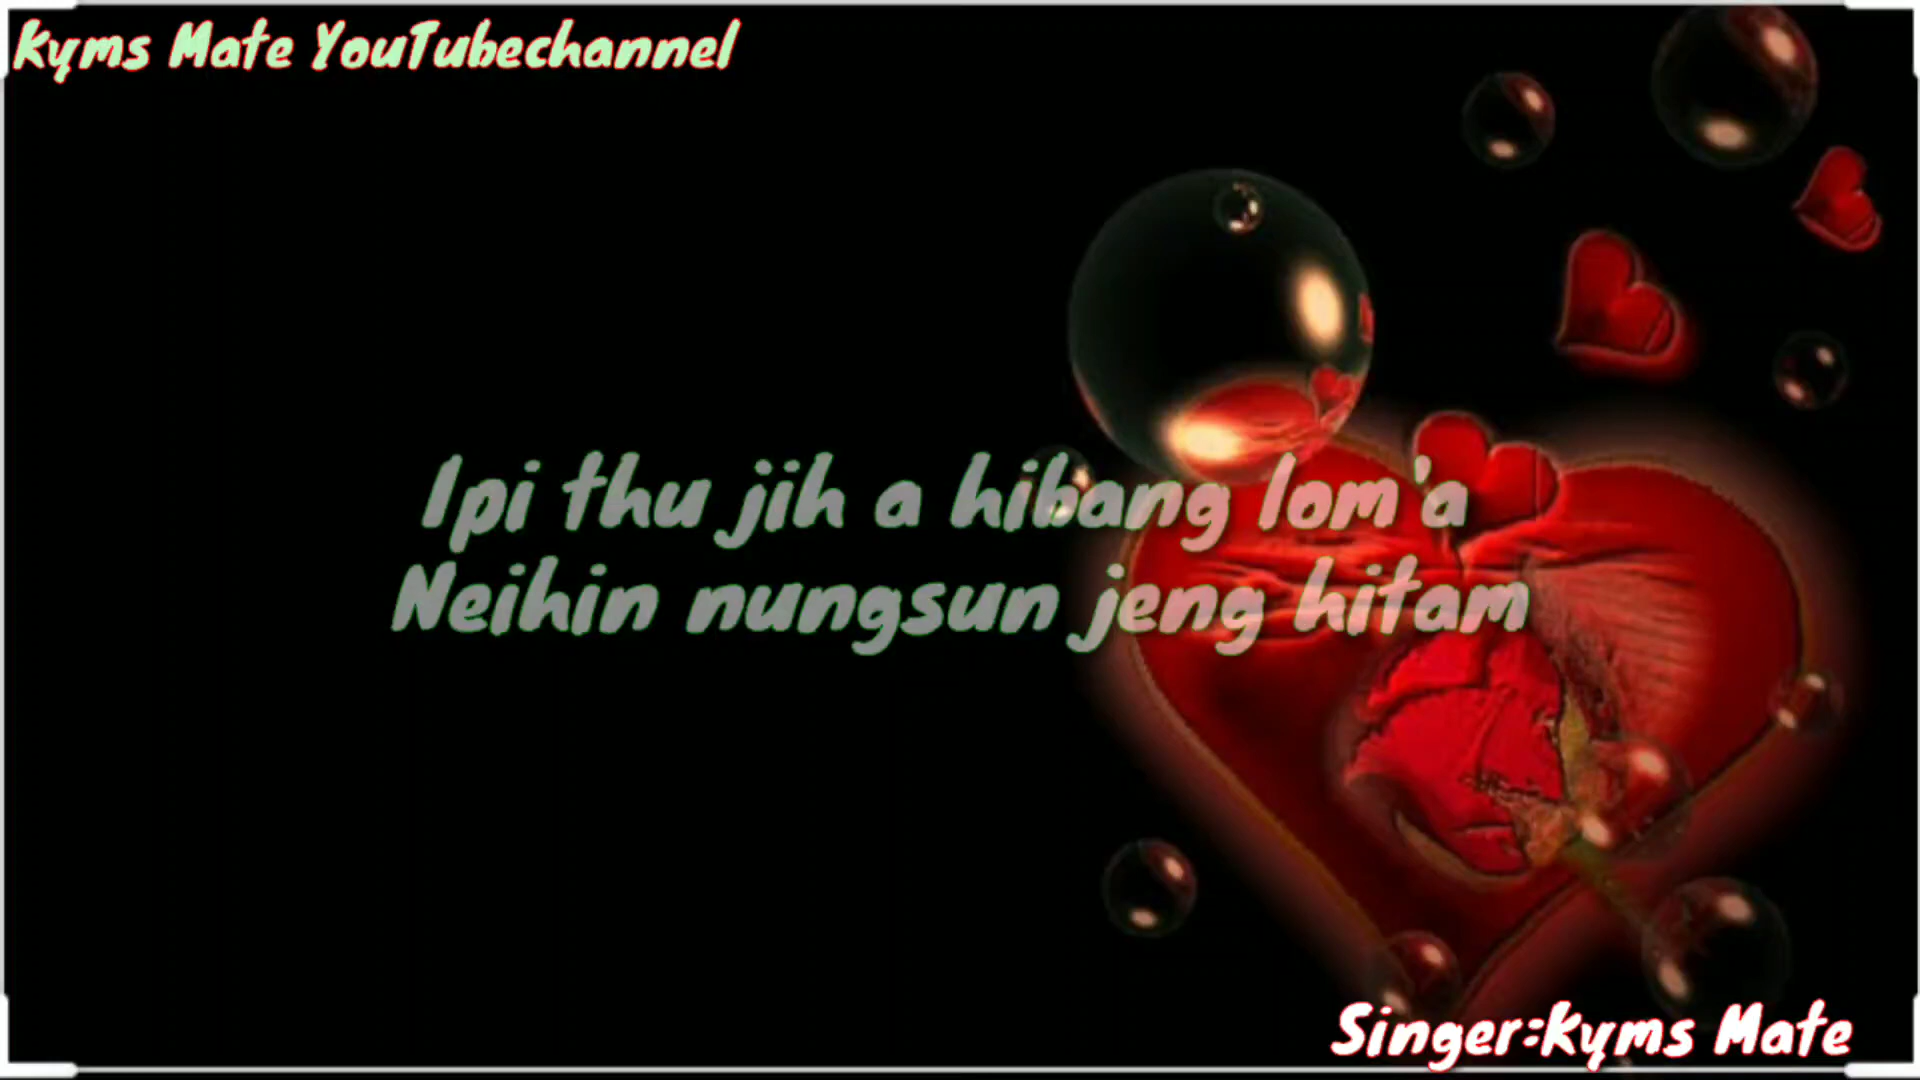 Kyms Mate YouTubechannel
Ipi thu jih a hibang lom'a
Neihin nungsun jeng hitam
Singer:Kyms Mate